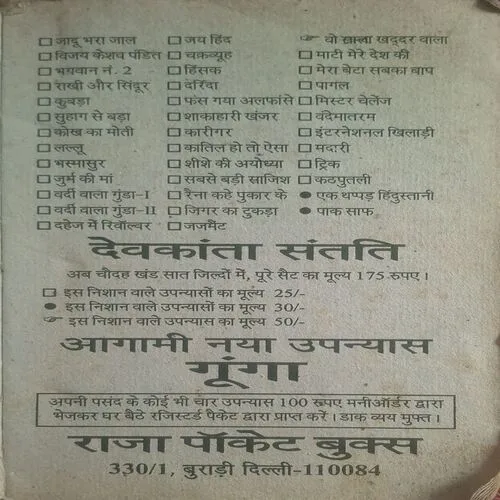 □ जादू भरा जाल □ जय हिंद ☞ वो साला खद्दर वाला
□ विजय केशव पंडित □ चक्रव्यूह □ माटी मेरे देश की
□ भगवान नं. 2 □ हिंसक □ मेरा बेटा सबका बाप
□ राखी और सिंदूर □ दरिंदा □ पागल
□ कुबड़ा □ फंस गया अलफांसे □ मिस्टर चैलेंज
□ सुहाग से बड़ा □ शाकाहारी खंजर □ वंदेमातरम
□ कोख का मोती □ कारीगर □ इंटरनेशनल खिलाड़ी
□ लल्लू □ कातिल हो तो ऐसा □ मदारी
□ भस्मासुर □ शीशे की अयोध्या □ ट्रिक
□ जुर्म की मां □ सबसे बड़ी साजिश □ कठपुतली
□ वर्दी वाला गुंडा-I □ रैना कहे पुकार के ● एक थप्पड़ हिंदुस्तानी
□ वर्दी वाला गुंडा-II □ जिगर का टुकड़ा ● पाक साफ
□ दहेज में रिवॉल्वर □ जजमेंट
देवकांता संतति
अब चौदह खंड सात जिल्दों में, पूरे सैट का मूल्य 175 रुपए।
□ इस निशान वाले उपन्यासों का मूल्य 25/-
● इस निशान वाले उपन्यासों का मूल्य 30/-
☞ इस निशान वाले उपन्यास का मूल्य 50/-
आगामी नया उपन्यास
गूंगा
अपनी पसंद के कोई भी चार उपन्यास 100 रूपए मनीऑर्डर द्वारा
भेजकर घर बैठे रजिस्टर्ड पैकेट द्वारा प्राप्त करें। डाक व्यय मुफ्त।
राजा पॉकेट बुक्स
330/1, बुराड़ी दिल्ली-110084